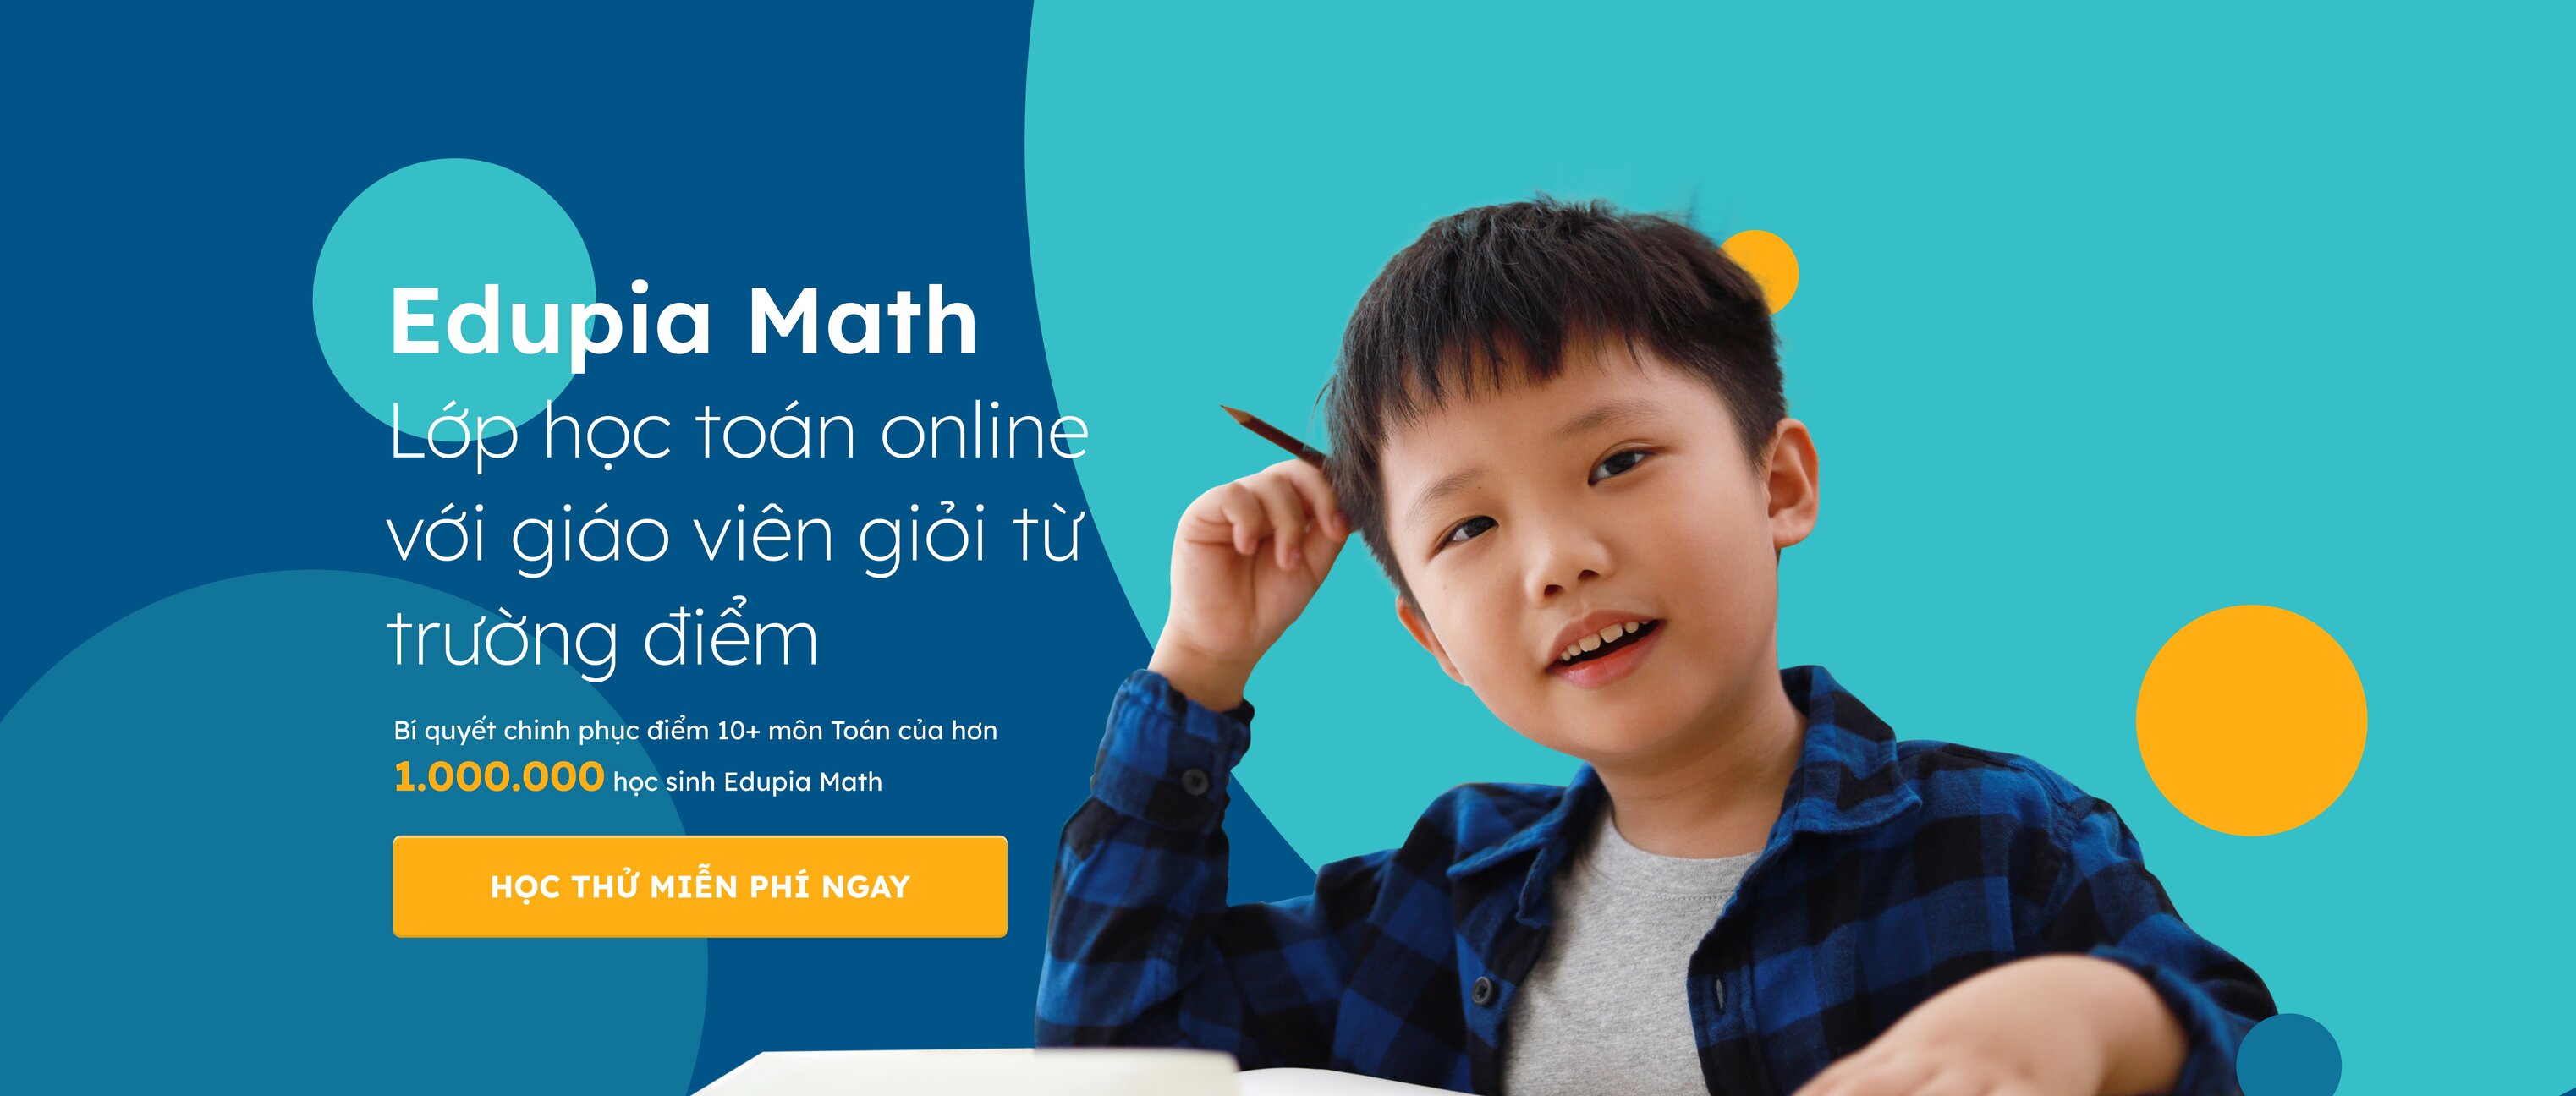 Edupia Math
Lớp học toán online
với giáo viên giỏi từ
trường điểm
Bí quyết chinh phục điểm 10+ môn Toán của hơn
1.000.000 học sinh Edupia Math
HỌC THỬ MIỄN PHÍ NGAY